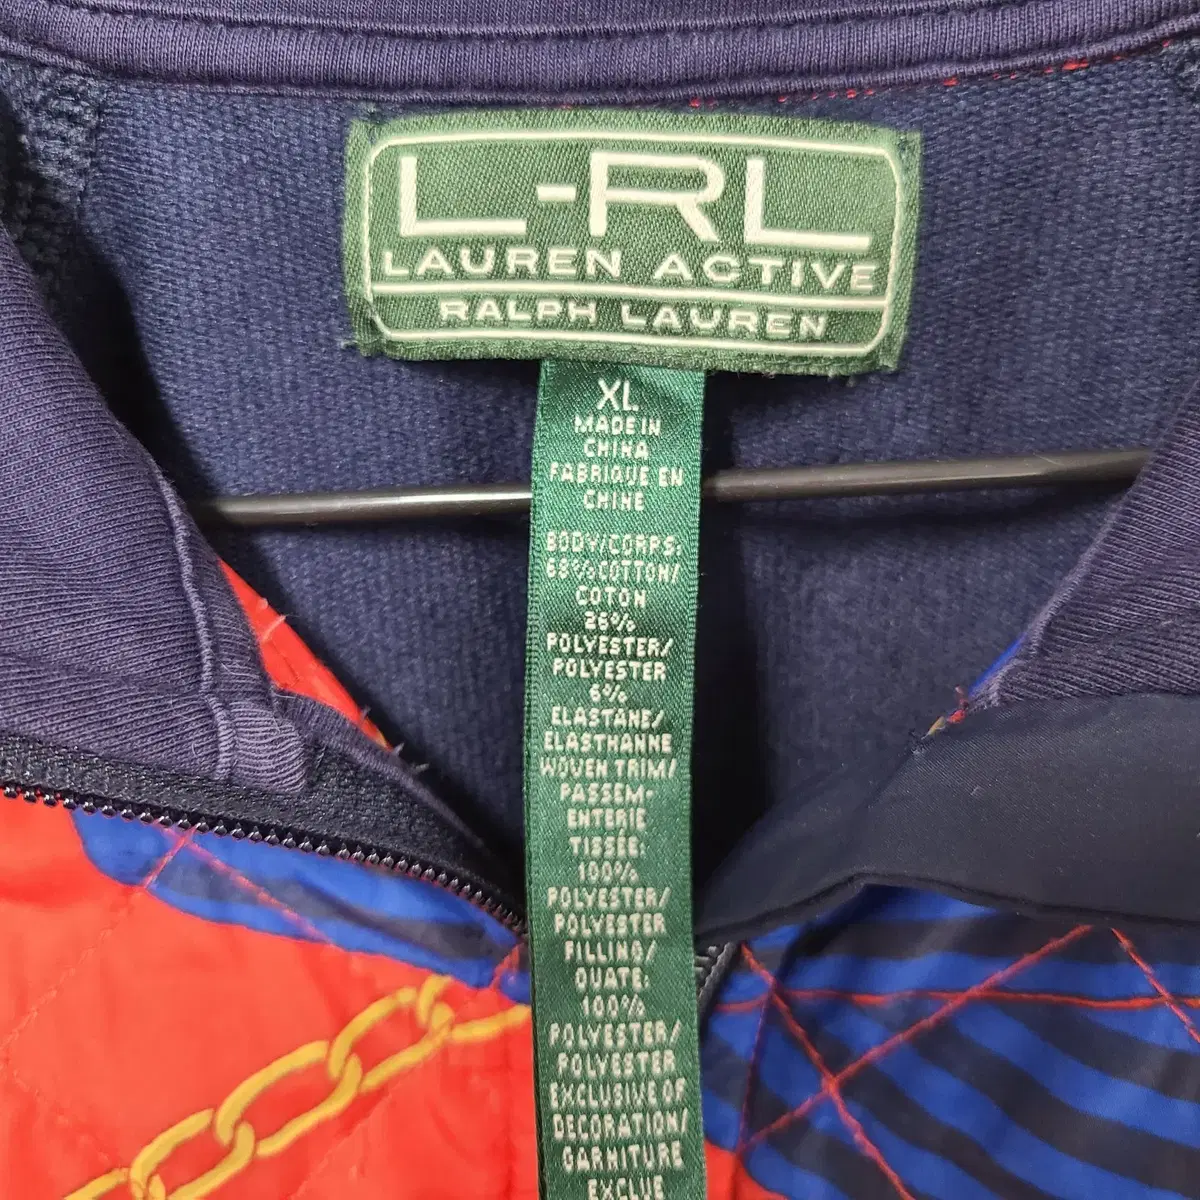 L-RL
LAUREN ACTIVE
RALPH LAUREN
XL
MADE IN
CHINA
FABRIQUE EN
CHINE
BODY/CORPS:
68% COTTON/
COTON
26%
POLYESTER/
POLYESTER
6%
ELASTANE/
ELASTHANNE
WOVEN TRIM/
PASSEM-
ENTERIE
TISSÉE:
100%
POLYESTER/
POLYESTER
FILLING/
OUATE:
100%
POLYESTER/
POLYESTER
EXCLUSIVE OF
DECORATION/
GARNITURE
EXCLUE